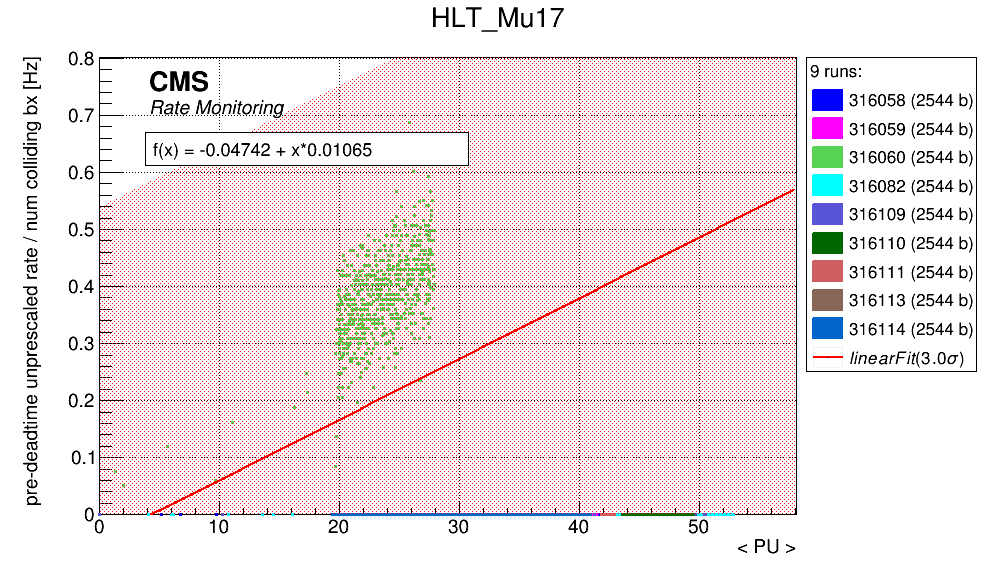 HLT_Mu17
pre-deadtime unprescaled rate / num colliding bx [Hz]
0.8
0.7
0.6
0.5
0.4
0.3
0.2
0.1
0
CMS
Rate Monitoring
f(x) = -0.04742 + x*0.01065
0 10 20 30 40 50
< PU >
9 runs:
316058 (2544 b)
316059 (2544 b)
316060 (2544 b)
316082 (2544 b)
316109 (2544 b)
316110 (2544 b)
316111 (2544 b)
316113 (2544 b)
316114 (2544 b)
linearFit(3.0σ)